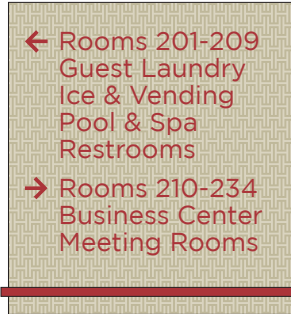 ← Rooms 201-209
Guest Laundry
Ice & Vending
Pool & Spa
Restrooms
→ Rooms 210-234
Business Center
Meeting Rooms